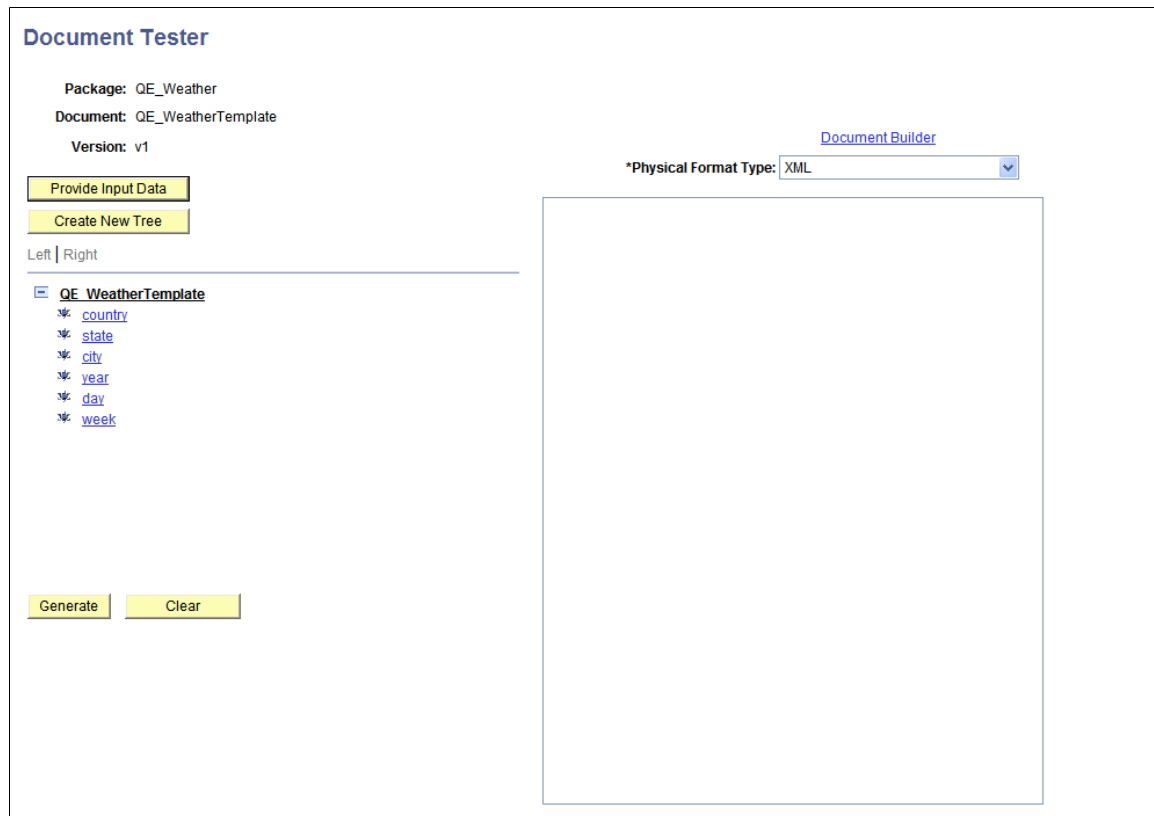 Document Tester
Package: QE_Weather
Document: QE_WeatherTemplate
Version: v1
Document Builder
*Physical Format Type: XML
Provide Input Data
Create New Tree
Left | Right
QE_WeatherTemplate
country
state
city
year
day
week
Generate Clear